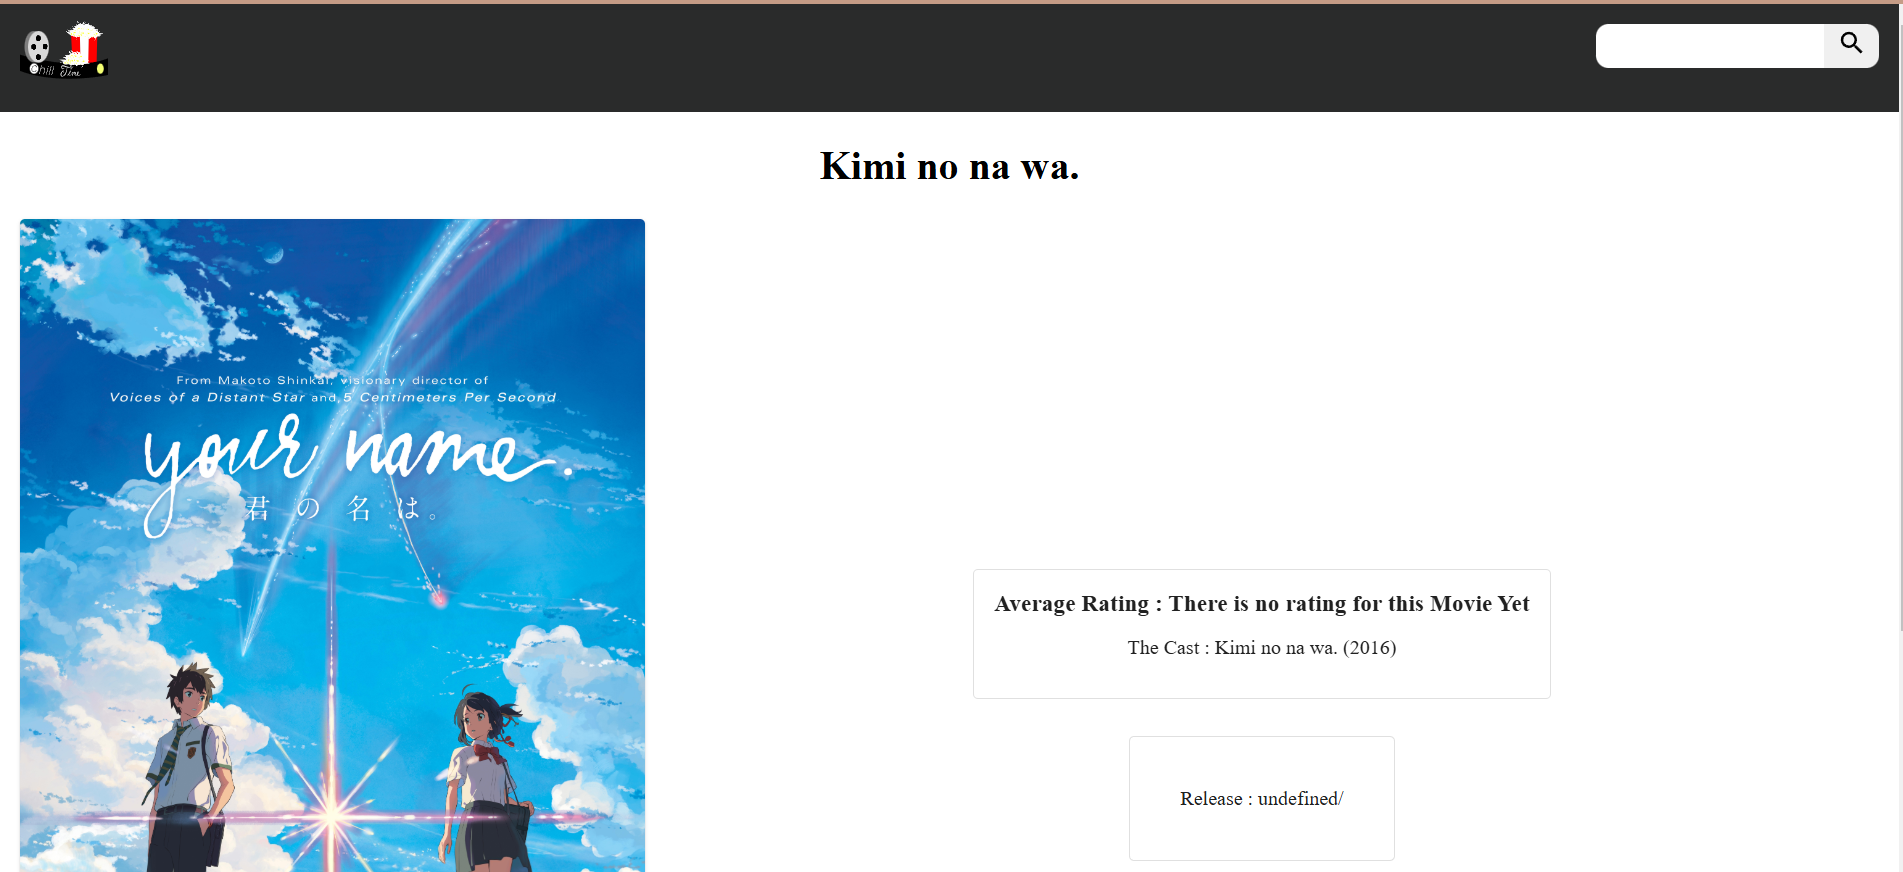 Chill Time
Kimi no na wa.
From Makoto Shinkai, visionary director of
Voices of a Distant Star and 5 Centimeters Per Second
your name.
君の名は。
Average Rating : There is no rating for this Movie Yet
The Cast : Kimi no na wa. (2016)
Release : undefined/